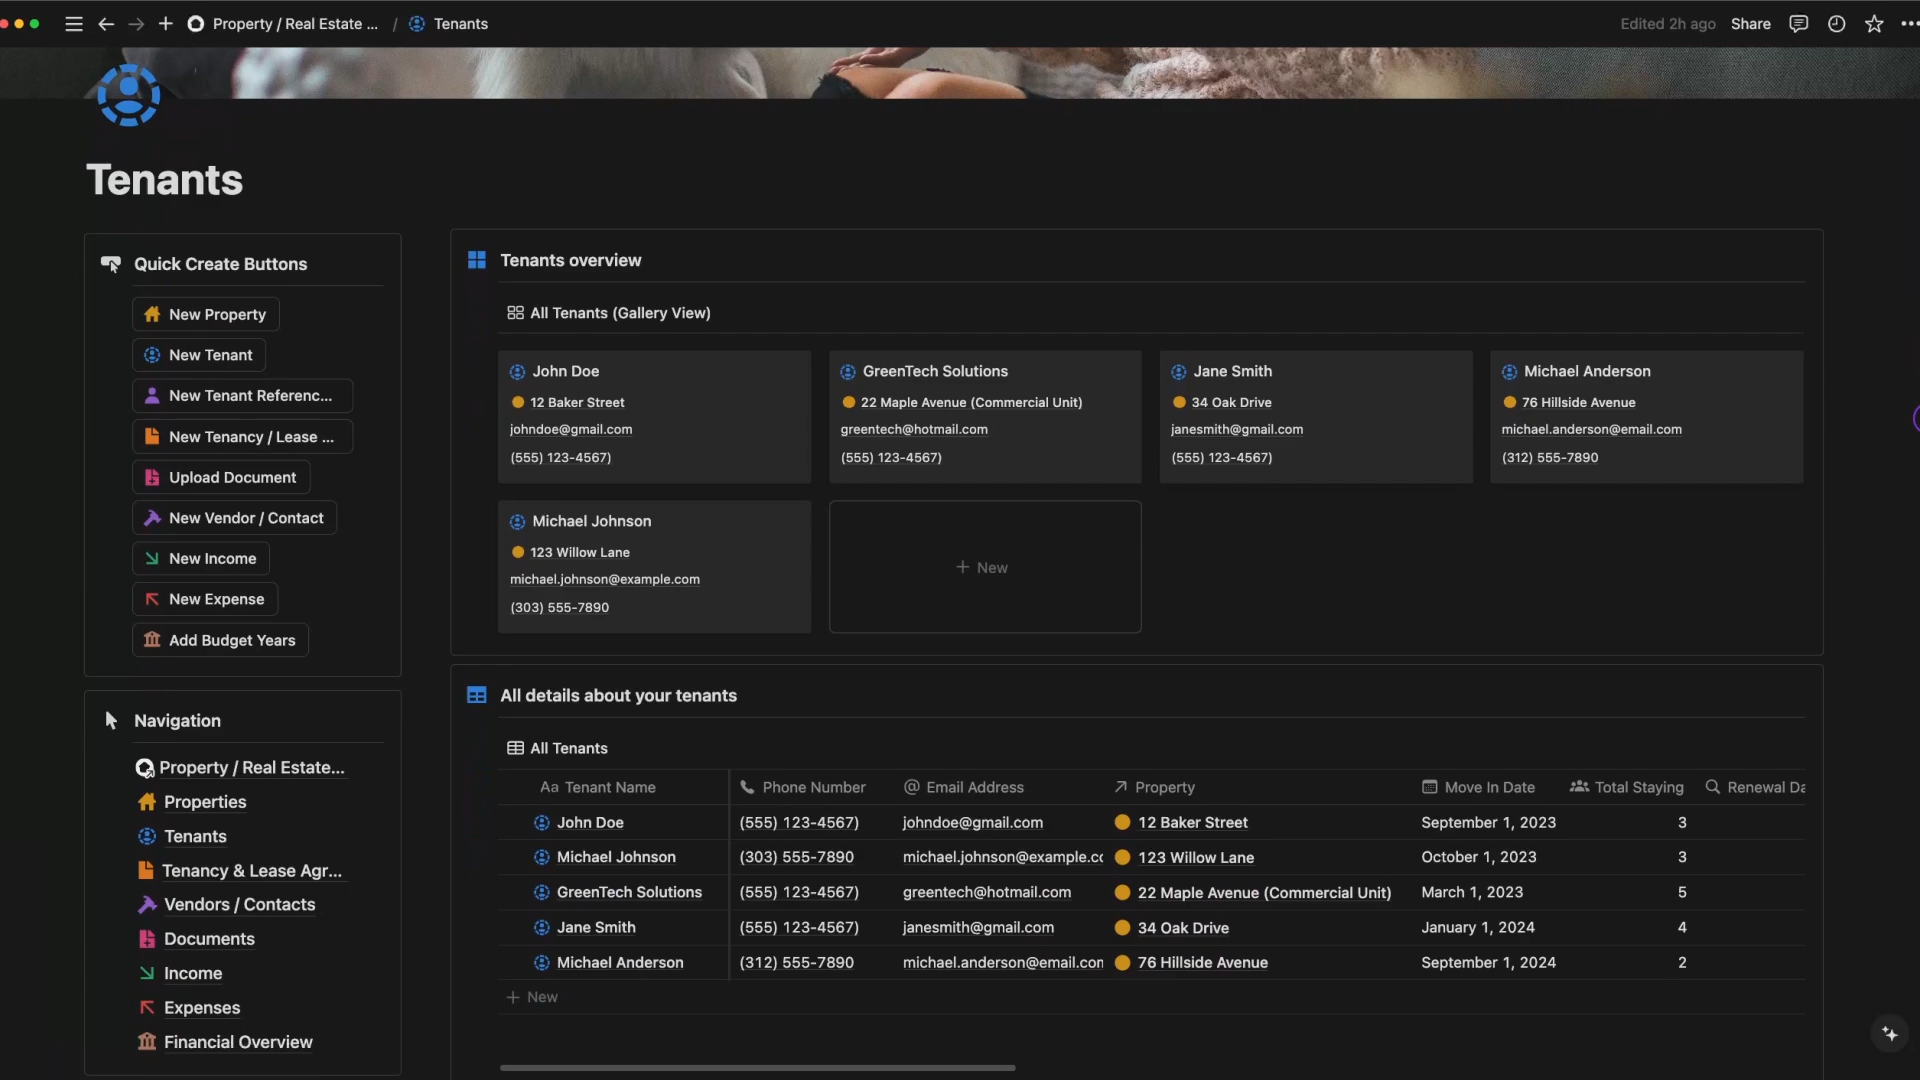 Property / Real Estate ... / Tenants
Edited 2h ago Share
Tenants
Quick Create Buttons
New Property
New Tenant
New Tenant Referenc...
New Tenancy / Lease ...
Upload Document
New Vendor / Contact
New Income
New Expense
Add Budget Years
Navigation
Property / Real Estate...
Properties
Tenants
Tenancy & Lease Agr...
Vendors / Contacts
Documents
Income
Expenses
Financial Overview
Tenants overview
All Tenants (Gallery View)
John Doe
12 Baker Street
johndoe@gmail.com
(555) 123-4567)
GreenTech Solutions
22 Maple Avenue (Commercial Unit)
greentech@hotmail.com
(555) 123-4567)
Jane Smith
34 Oak Drive
janesmith@gmail.com
(555) 123-4567)
Michael Anderson
76 Hillside Avenue
michael.anderson@email.com
(312) 555-7890
Michael Johnson
123 Willow Lane
michael.johnson@example.com
(303) 555-7890
+ New
All details about your tenants
All Tenants
Aa Tenant Name Phone Number @ Email Address Property Move In Date Total Staying Renewal Da
John Doe (555) 123-4567) johndoe@gmail.com 12 Baker Street September 1, 2023 3
Michael Johnson (303) 555-7890 michael.johnson@example.cc 123 Willow Lane October 1, 2023 3
GreenTech Solutions (555) 123-4567) greentech@hotmail.com 22 Maple Avenue (Commercial Unit) March 1, 2023 5
Jane Smith (555) 123-4567) janesmith@gmail.com 34 Oak Drive January 1, 2024 4
Michael Anderson (312) 555-7890 michael.anderson@email.con 76 Hillside Avenue September 1, 2024 2
+ New